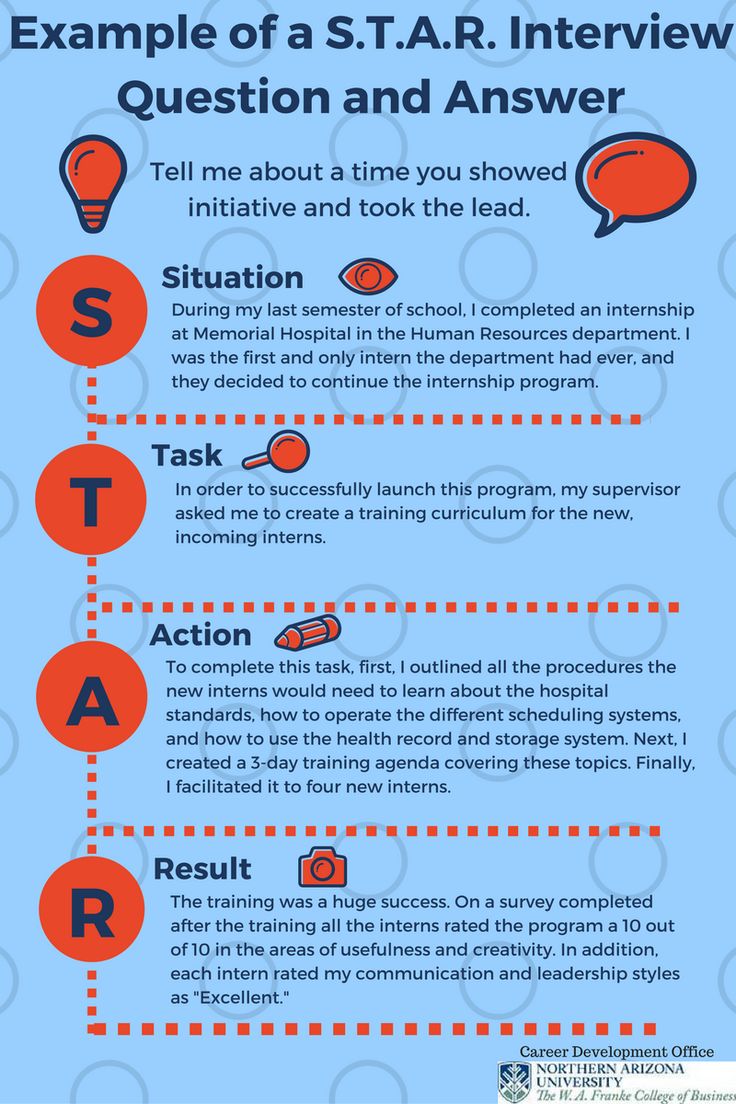 Example of a S.T.A.R. Interview
Question and Answer
Tell me about a time you showed
initiative and took the lead.
S
Situation
During my last semester of school, I completed an internship
at Memorial Hospital in the Human Resources department. I
was the first and only intern the department had ever, and
they decided to continue the internship program.
T
Task
In order to successfully launch this program, my supervisor
asked me to create a training curriculum for the new,
incoming interns.
A
Action
To complete this task, first, I outlined all the procedures the
new interns would need to learn about the hospital
standards, how to operate the different scheduling systems,
and how to use the health record and storage system. Next, I
created a 3-day training agenda covering these topics. Finally,
I facilitated it to four new interns.
R
Result
The training was a huge success. On a survey completed
after the training all the interns rated the program a 10 out
of 10 in the areas of usefulness and creativity. In addition,
each intern rated my communication and leadership styles
as "Excellent."
Career Development Office
NORTHERN ARIZONA
UNIVERSITY
The W. A. Franke College of Business